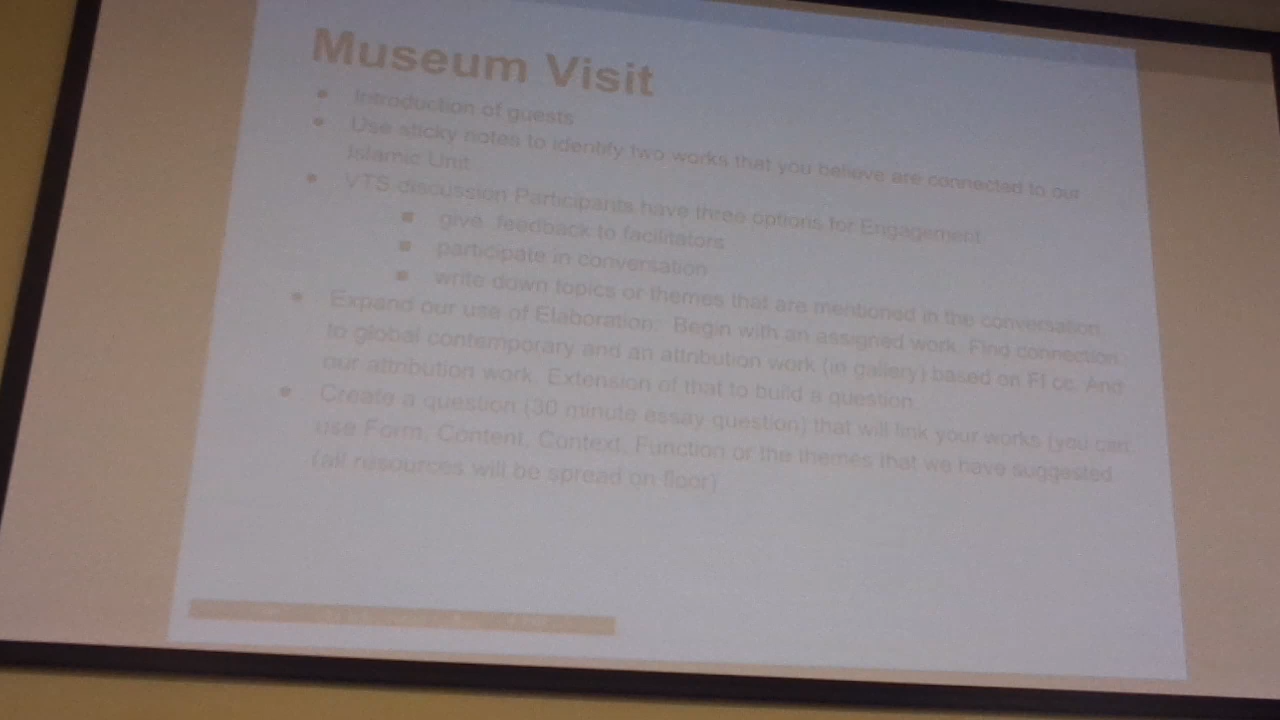 Museum Visit
• Introduction of guests
• Use sticky notes to identify two works that you believe are connected to our
Islamic Unit
• VTS discussion Participants have three options for Engagement
▪ give feedback to facilitators
▪ participate in conversation
▪ write down topics or themes that are mentioned in the conversation
• Expand our use of Elaboration: Begin with an assigned work. Find connection
to global contemporary and an attribution work (in gallery) based on FF cc. And
our attribution work. Extension of that to build a question.
• Create a question (30 minute essay question) that will link your works (you can
use Form, Content, Context, Function or the themes that we have suggested
(all resources will be spread on floor)